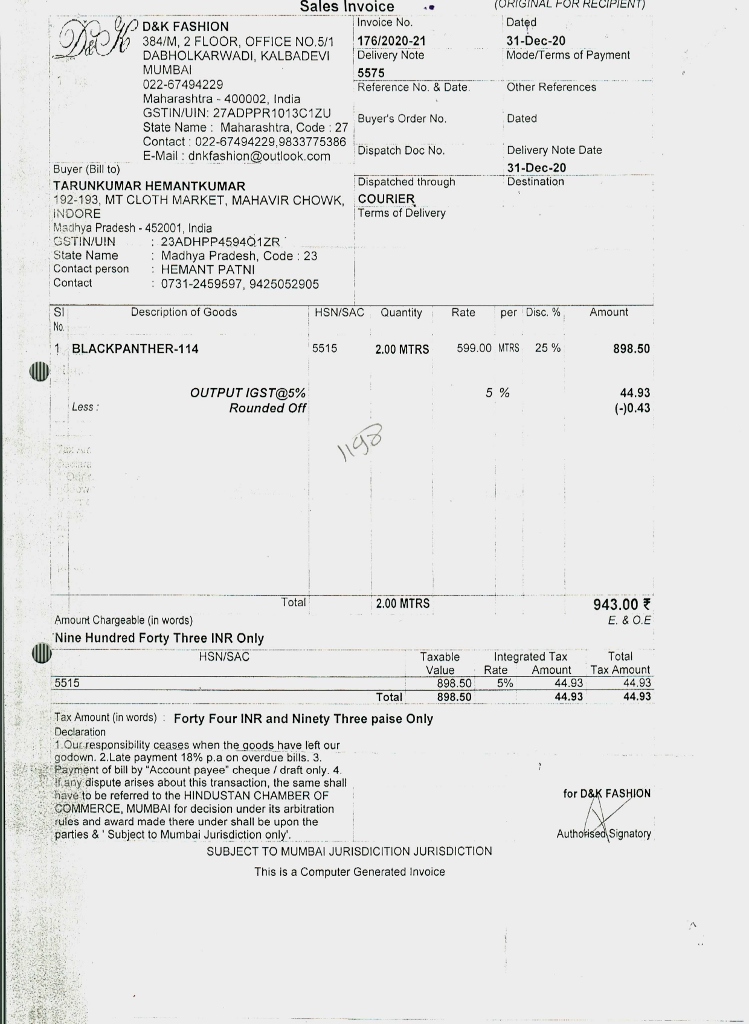 Sales Invoice
(ORIGINAL FOR RECIPIENT)
D&K
D&K FASHION
384/M, 2 FLOOR, OFFICE NO.5/1
DABHOLKARWADI, KALBADEVI
MUMBAI
022-67494229
Maharashtra - 400002, India
GSTIN/UIN: 27ADPPR1013C1ZU
State Name : Maharashtra, Code : 27
Contact : 022-67494229,9833775386
E-Mail : dnkfashion@outlook.com
Invoice No.
176/2020-21
Dated
31-Dec-20
Delivery Note
5575
Mode/Terms of Payment
Reference No. & Date.
Other References
Buyer's Order No.
Dated
Dispatch Doc No.
Delivery Note Date
31-Dec-20
Dispatched through
COURIER
Destination
Terms of Delivery
Buyer (Bill to)
TARUNKUMAR HEMANTKUMAR
192-193, MT CLOTH MARKET, MAHAVIR CHOWK,
INDORE
Madhya Pradesh - 452001, India
GSTIN/UIN : 23ADHPP4594Q1ZR
State Name : Madhya Pradesh, Code : 23
Contact person : HEMANT PATNI
Contact : 0731-2459597, 9425052905
Sl No. Description of Goods HSN/SAC Quantity Rate per Disc. % Amount
1 BLACKPANTHER-114 5515 2.00 MTRS 599.00 MTRS 25 % 898.50
OUTPUT IGST@5% 5 % 44.93
Less : Rounded Off (-)0.43
1198
Total 2.00 MTRS 943.00 ₹
Amount Chargeable (in words) E. & O.E
Nine Hundred Forty Three INR Only
HSN/SAC Taxable Value Integrated Tax Rate Amount Total Tax Amount
5515 898.50 5% 44.93 44.93
Total 898.50 44.93 44.93
Tax Amount (in words) : Forty Four INR and Ninety Three paise Only
Declaration
1.Our responsibility ceases when the goods have left our
godown. 2.Late payment 18% p.a on overdue bills. 3.
Payment of bill by "Account payee" cheque / draft only. 4.
If any dispute arises about this transaction, the same shall
have to be referred to the HINDUSTAN CHAMBER OF
COMMERCE, MUMBAI for decision under its arbitration
rules and award made there under shall be upon the
parties & ' Subject to Mumbai Jurisdiction only'.
for D&K FASHION
Authorised Signatory
SUBJECT TO MUMBAI JURISDICITION JURISDICTION
This is a Computer Generated Invoice